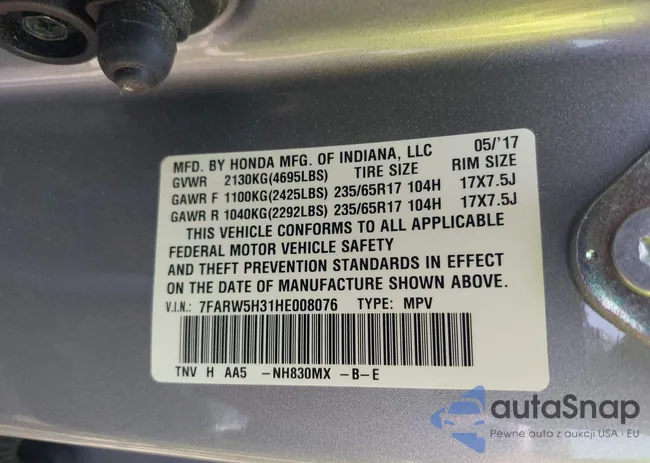 MFD. BY HONDA MFG. OF INDIANA, LLC 05/'17
GVWR 2130KG(4695LBS) TIRE SIZE RIM SIZE
GAWR F 1100KG(2425LBS) 235/65R17 104H 17X7.5J
GAWR R 1040KG(2292LBS) 235/65R17 104H 17X7.5J
THIS VEHICLE CONFORMS TO ALL APPLICABLE
FEDERAL MOTOR VEHICLE SAFETY
AND THEFT PREVENTION STANDARDS IN EFFECT
ON THE DATE OF MANUFACTURE SHOWN ABOVE.
V.I.N.: 7FARW5H31HE008076 TYPE: MPV
TNV H AA5 -NH830MX -B-E
autaSnap
Pewne auta z aukcji USA i EU